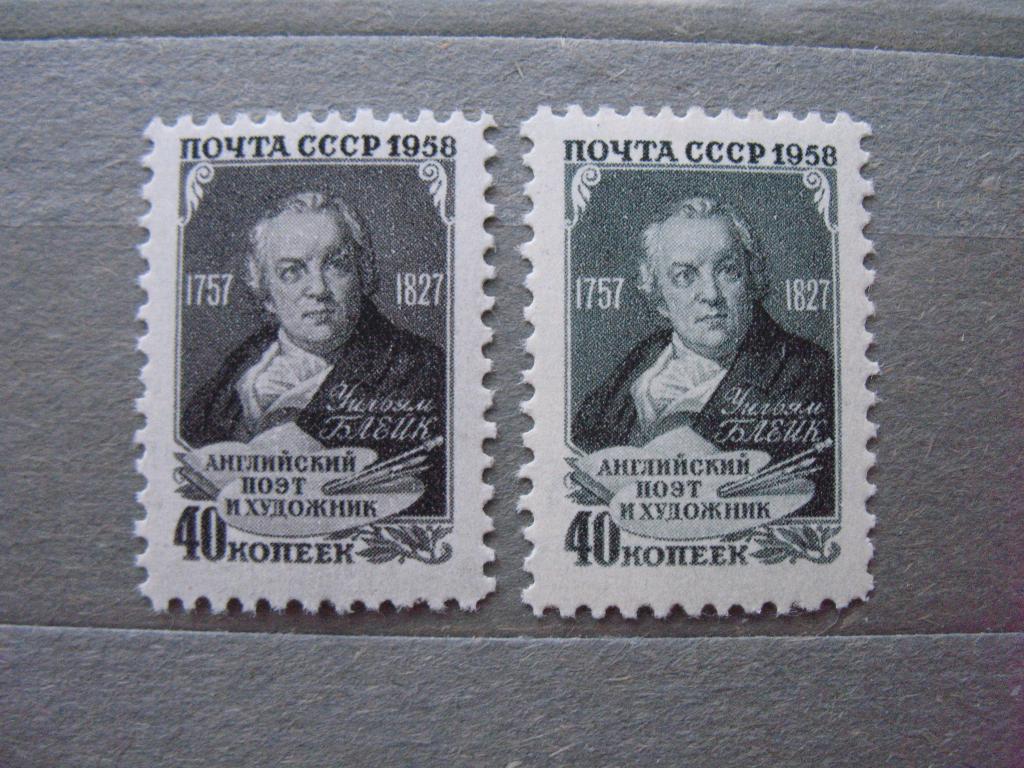 ПОЧТА СССР 1958
1757 1827
Уильям
БЛЕЙК
АНГЛИЙСКИЙ
ПОЭТ
И ХУДОЖНИК
40 КОПЕЕК
ПОЧТА СССР 1958
1757 1827
Уильям
БЛЕЙК
АНГЛИЙСКИЙ
ПОЭТ
И ХУДОЖНИК
40 КОПЕЕК